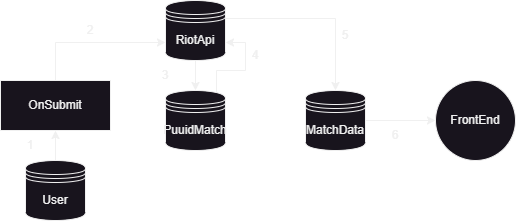 RiotApi
2
5
3
4
OnSubmit
PuuidMatch
MatchData
FrontEnd
1
6
User